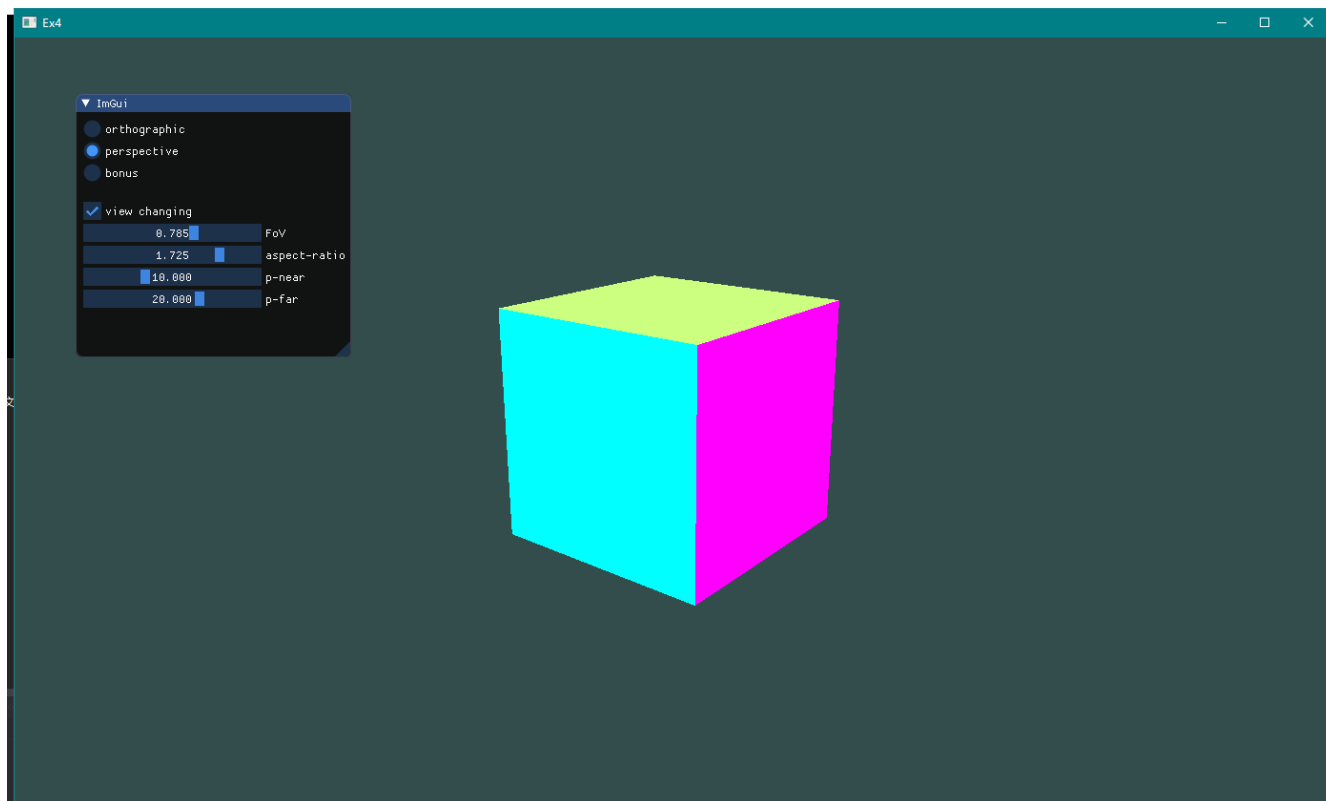 Ex4
ImGui
orthographic
perspective
bonus
view changing
0.785 FoV
1.725 aspect-ratio
10.000 p-near
20.000 p-far
文